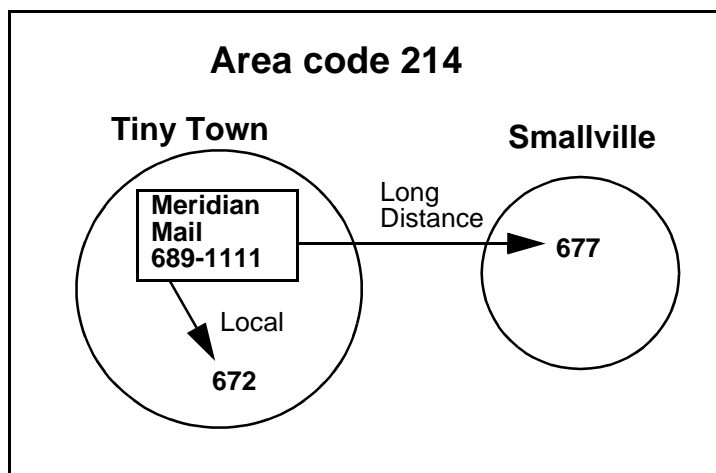 Area code 214
Tiny Town
Smallville
Meridian
Mail
689-1111
Long
Distance
677
Local
672